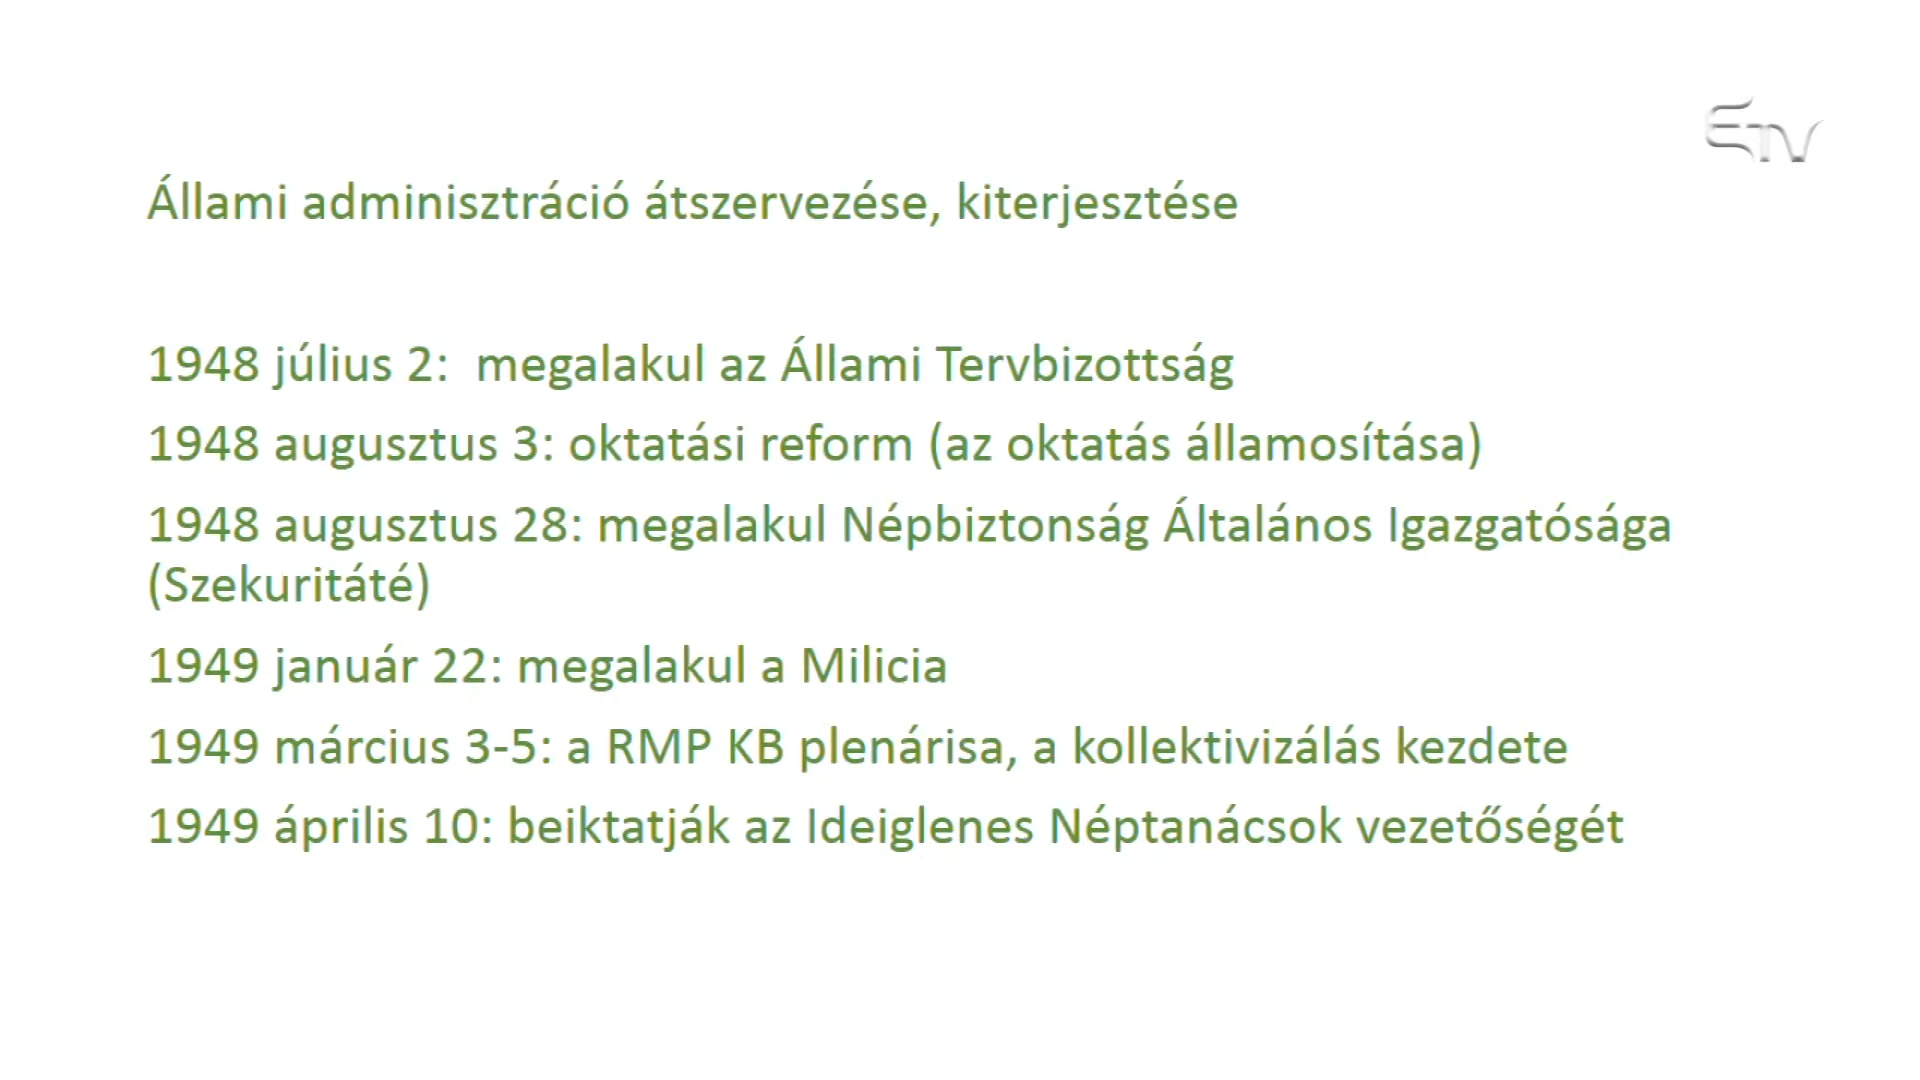 ETV
Állami adminisztráció átszervezése, kiterjesztése
1948 július 2:  megalakul az Állami Tervbizottság
1948 augusztus 3: oktatási reform (az oktatás államosítása)
1948 augusztus 28: megalakul Népbiztonság Általános Igazgatósága
(Szekuritáté)
1949 január 22: megalakul a Milicia
1949 március 3-5: a RMP KB plenárisa, a kollektivizálás kezdete
1949 április 10: beiktatják az Ideiglenes Néptanácsok vezetőségét